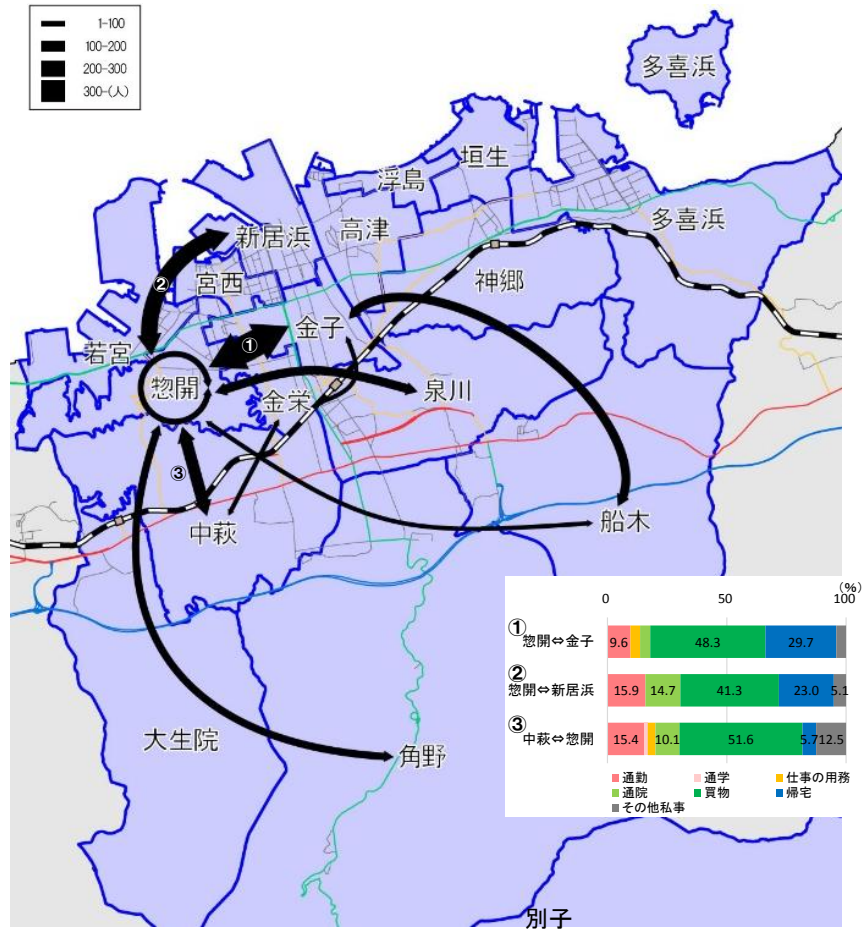 1-100
100-200
200-300
300-(人)
多喜浜
垣生
浮島
多喜浜
新居浜
高津
②
宮西
神郷
①
金子
若宮
惣開
金栄
泉川
③
中萩
船木
大生院
角野
別子
(%)
0 50 100
① 惣開⇔金子 9.6 48.3 29.7
② 惣開⇔新居浜 15.9 14.7 41.3 23.0 5.1
③ 中萩⇔惣開 15.4 10.1 51.6 5.7 12.5
通勤 通学 仕事の用務
通院 買物 帰宅
その他私事